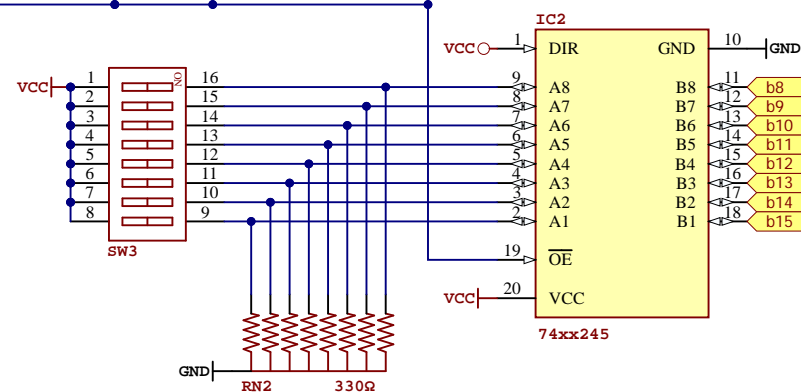 IC2
VCC 1 DIR GND 10 GND
VCC 1 ON 16 9 A8 B8 11 b8
2 15 8 A7 B7 12 b9
3 14 7 A6 B6 13 b10
4 13 6 A5 B5 14 b11
5 12 5 A4 B4 15 b12
6 11 4 A3 B3 16 b13
7 10 3 A2 B2 17 b14
8 9 2 A1 B1 18 b15
SW3
19 OE
VCC 20 VCC
74xx245
GND
RN2 330Ω